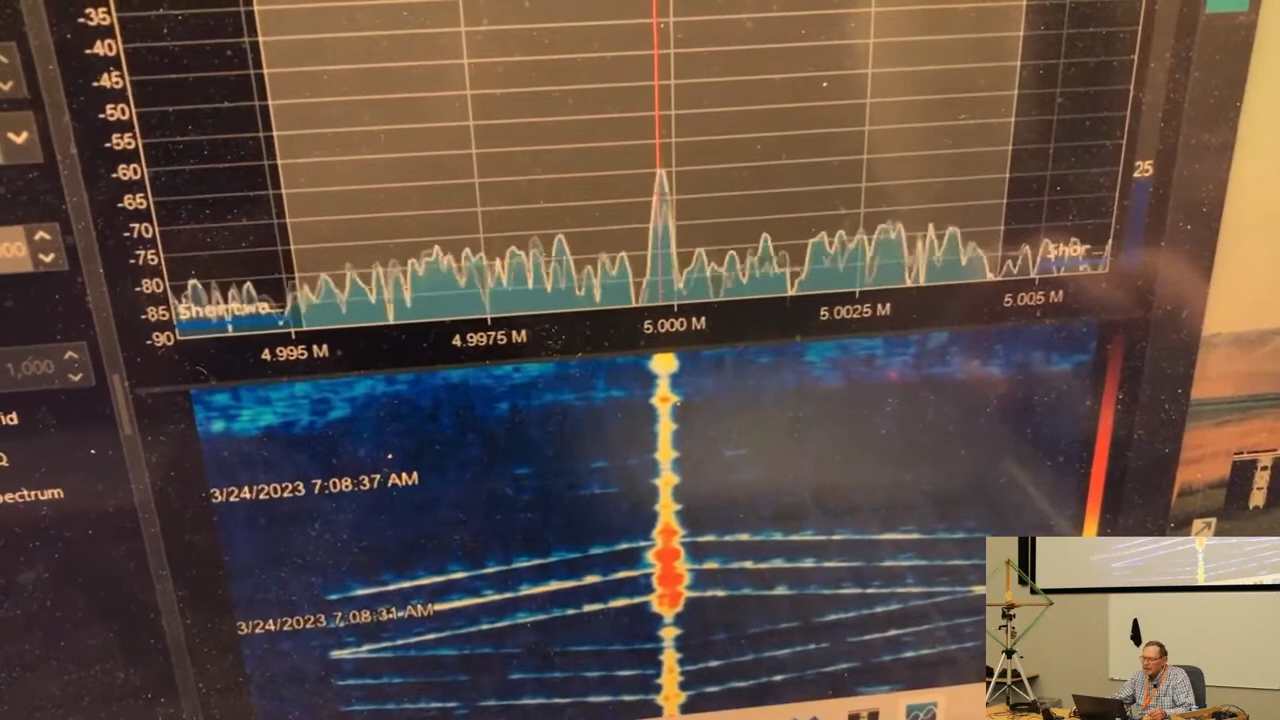 -35
-40
-45
-50
-55
-60
-65
-70
-75
-80
-85
-90
25
Shortwa...
Shor...
4.995 M
4.9975 M
5.000 M
5.0025 M
5.005 M
1,000
3/24/2023 7:08:37 AM
3/24/2023 7:08:31 AM
id
Q
pectrum